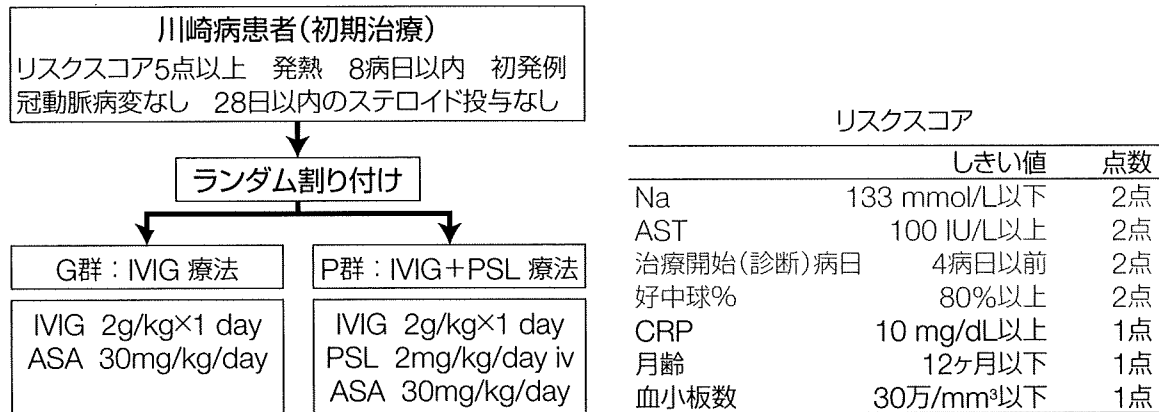 川崎病患者(初期治療)
リスクスコア5点以上 発熱 8病日以内 初発例
冠動脈病変なし 28日以内のステロイド投与なし
ランダム割り付け
G群：IVIG 療法
IVIG 2g/kg×1 day
ASA 30mg/kg/day
P群：IVIG＋PSL 療法
IVIG 2g/kg×1 day
PSL 2mg/kg/day iv
ASA 30mg/kg/day
リスクスコア
しきい値 点数
Na 133 mmol/L以下 2点
AST 100 IU/L以上 2点
治療開始(診断)病日 4病日以前 2点
好中球% 80%以上 2点
CRP 10 mg/dL以上 1点
月齢 12ヶ月以下 1点
血小板数 30万/mm³以下 1点